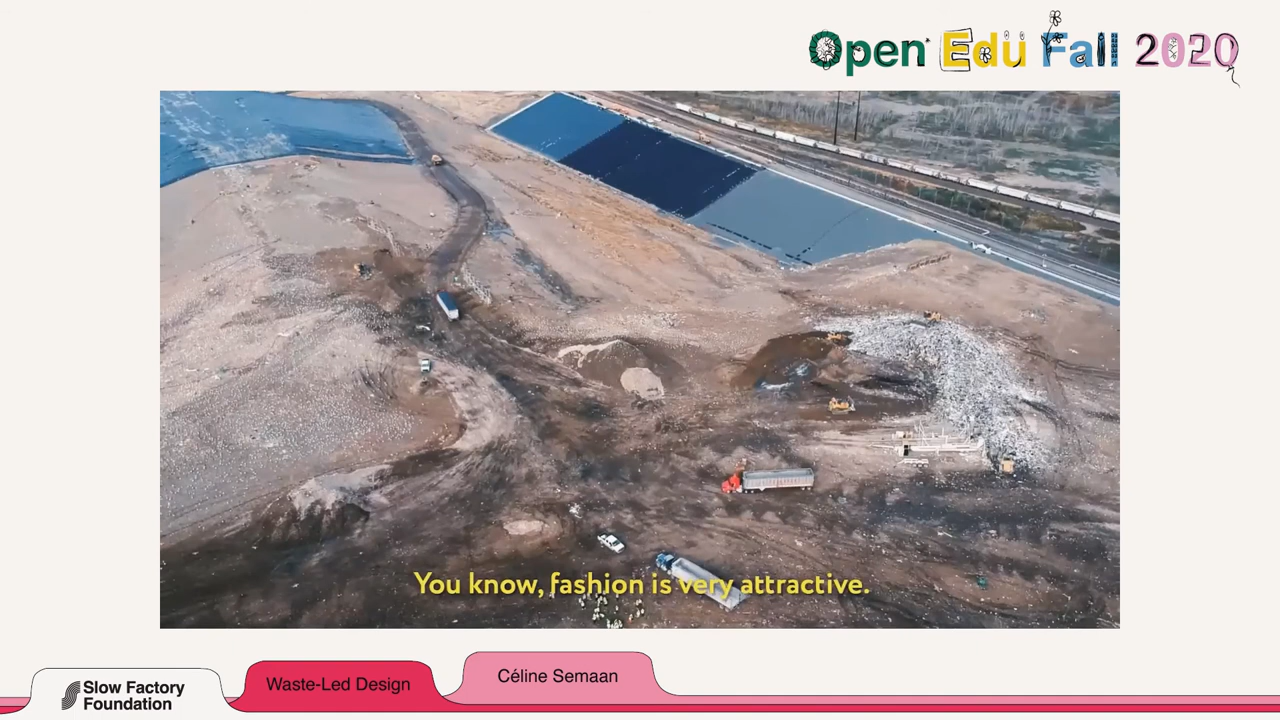 Open Edu Fall 2020
You know, fashion is very attractive.
Slow Factory
Foundation
Waste-Led Design
Céline Semaan